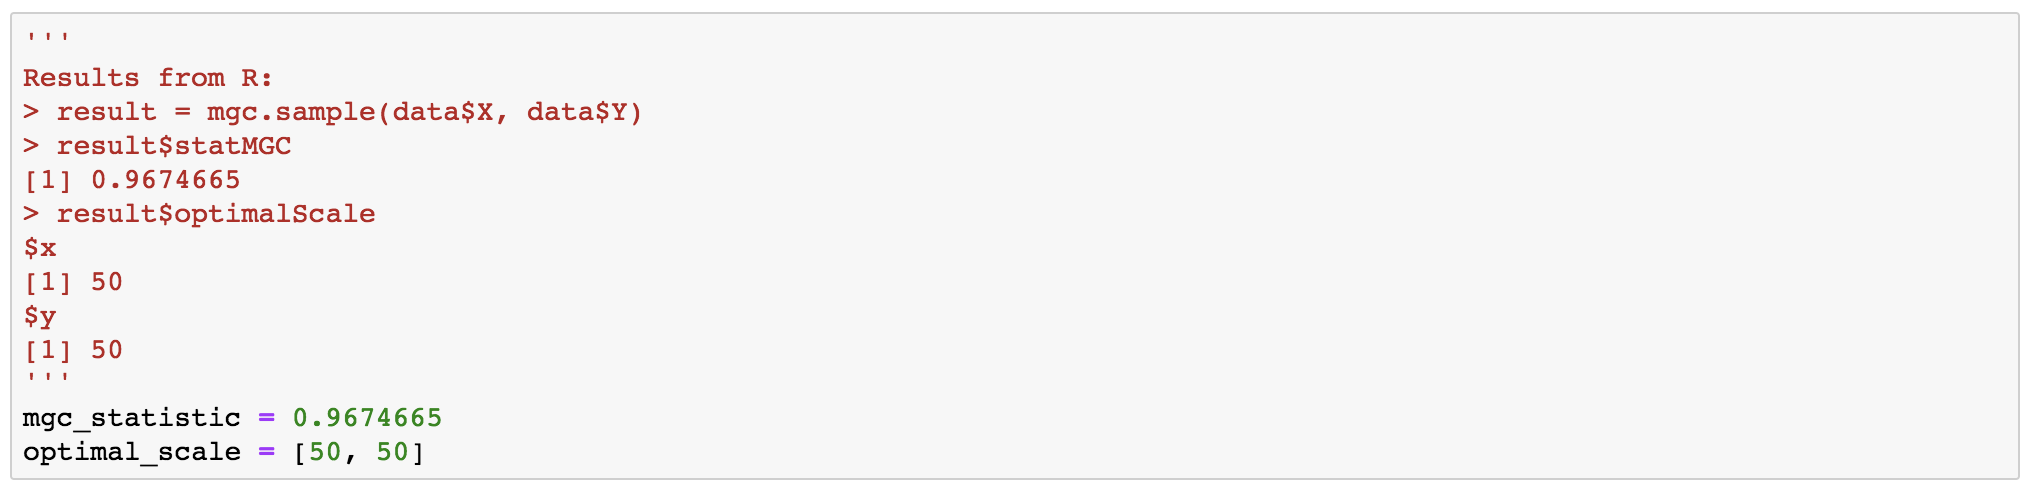 '''
Results from R:
> result = mgc.sample(data$X, data$Y)
> result$statMGC
[1] 0.9674665
> result$optimalScale
$x
[1] 50
$y
[1] 50
'''
mgc_statistic = 0.9674665
optimal_scale = [50, 50]